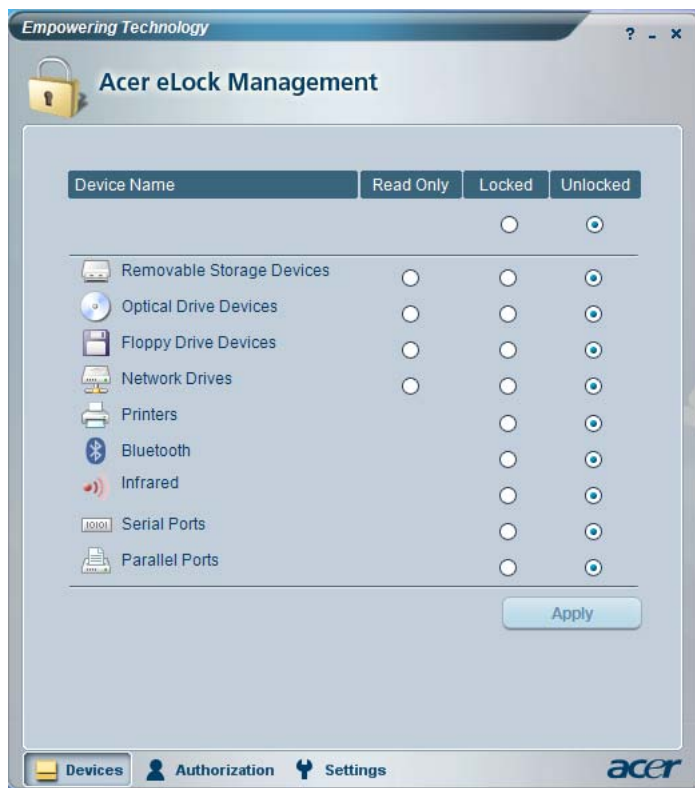 Empowering Technology
? - x
Acer eLock Management
Device Name Read Only Locked Unlocked
Removable Storage Devices
Optical Drive Devices
Floppy Drive Devices
Network Drives
Printers
Bluetooth
Infrared
10101 Serial Ports
Parallel Ports
Apply
Devices Authorization Settings acer